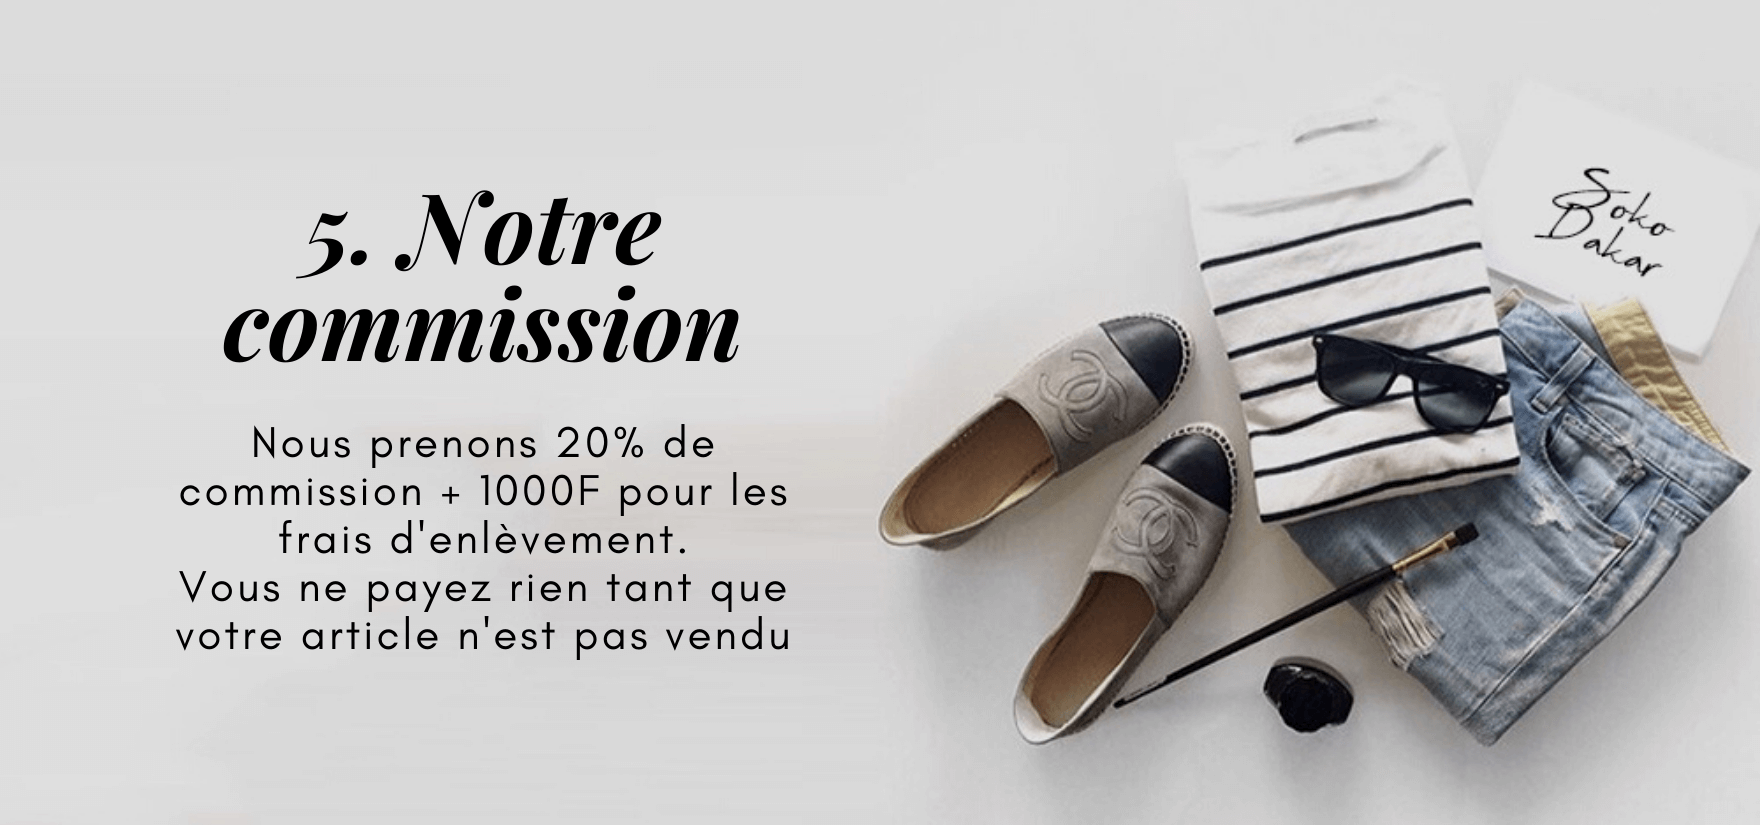 5. Notre
commission
Nous prenons 20% de
commission + 1000F pour les
frais d'enlèvement.
Vous ne payez rien tant que
votre article n'est pas vendu
Soko
Dakar